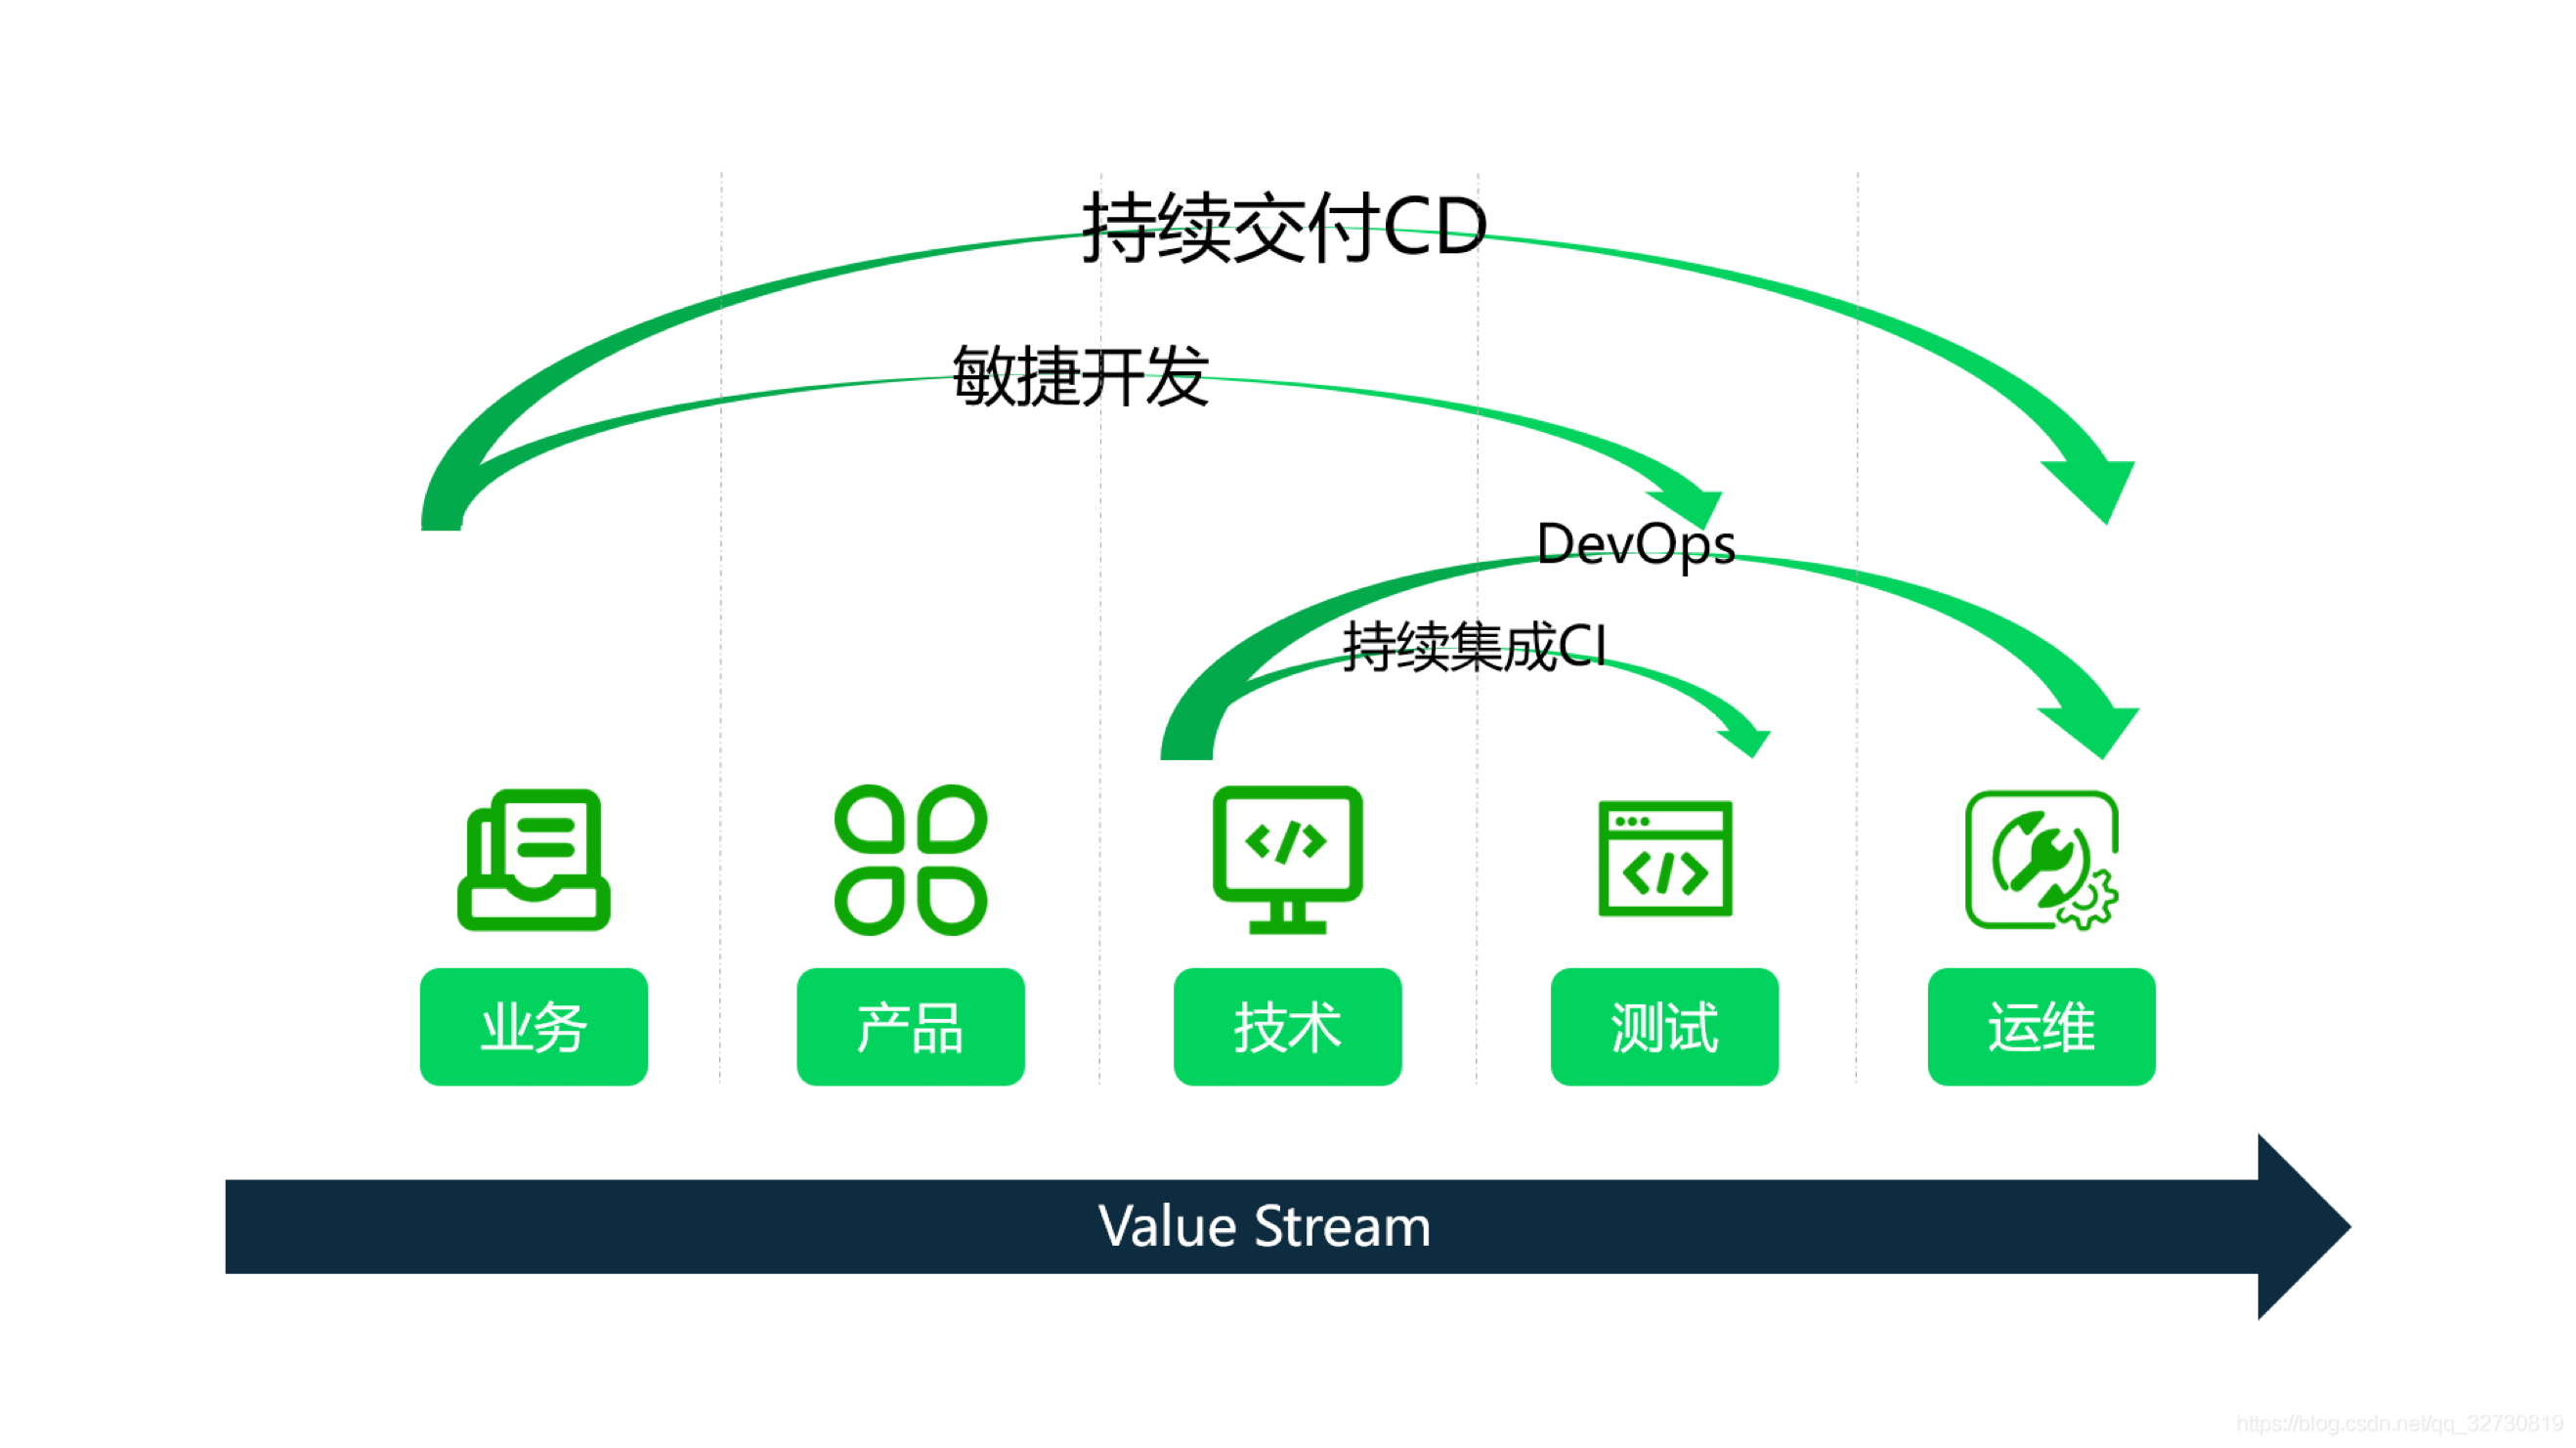 持续交付CD
敏捷开发
DevOps
持续集成CI
</>
</>
业务
产品
技术
测试
运维
Value Stream
https://blog.csdn.net/qq_32730819